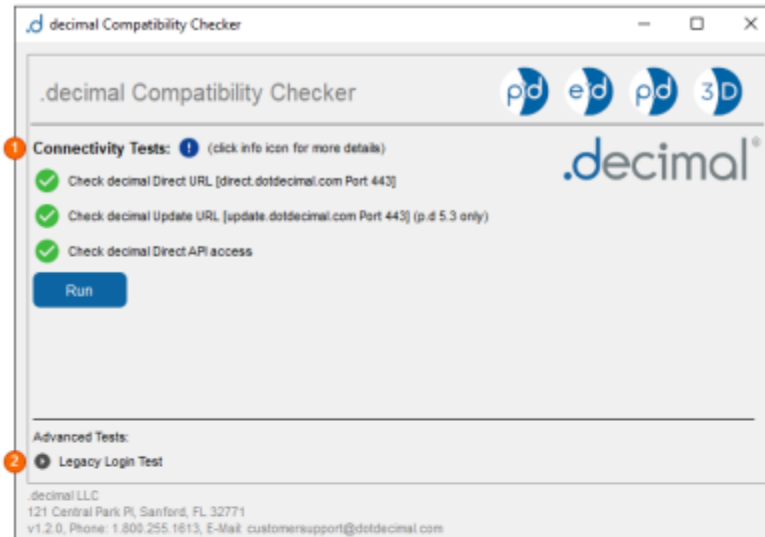 .d decimal Compatibility Checker
.decimal Compatibility Checker
p.d e.d p.d 3D
1 Connectivity Tests: ! (click info icon for more details)
.decimal®
Check decimal Direct URL [direct.dotdecimal.com Port 443]
Check decimal Update URL [update.dotdecimal.com Port 443] (p.d 5.3 only)
Check decimal Direct API access
Run
Advanced Tests:
2 Legacy Login Test
.decimal LLC
121 Central Park Pl, Sanford, FL 32771
v1.2.0, Phone: 1.800.255.1613, E-Mail: customersupport@dotdecimal.com